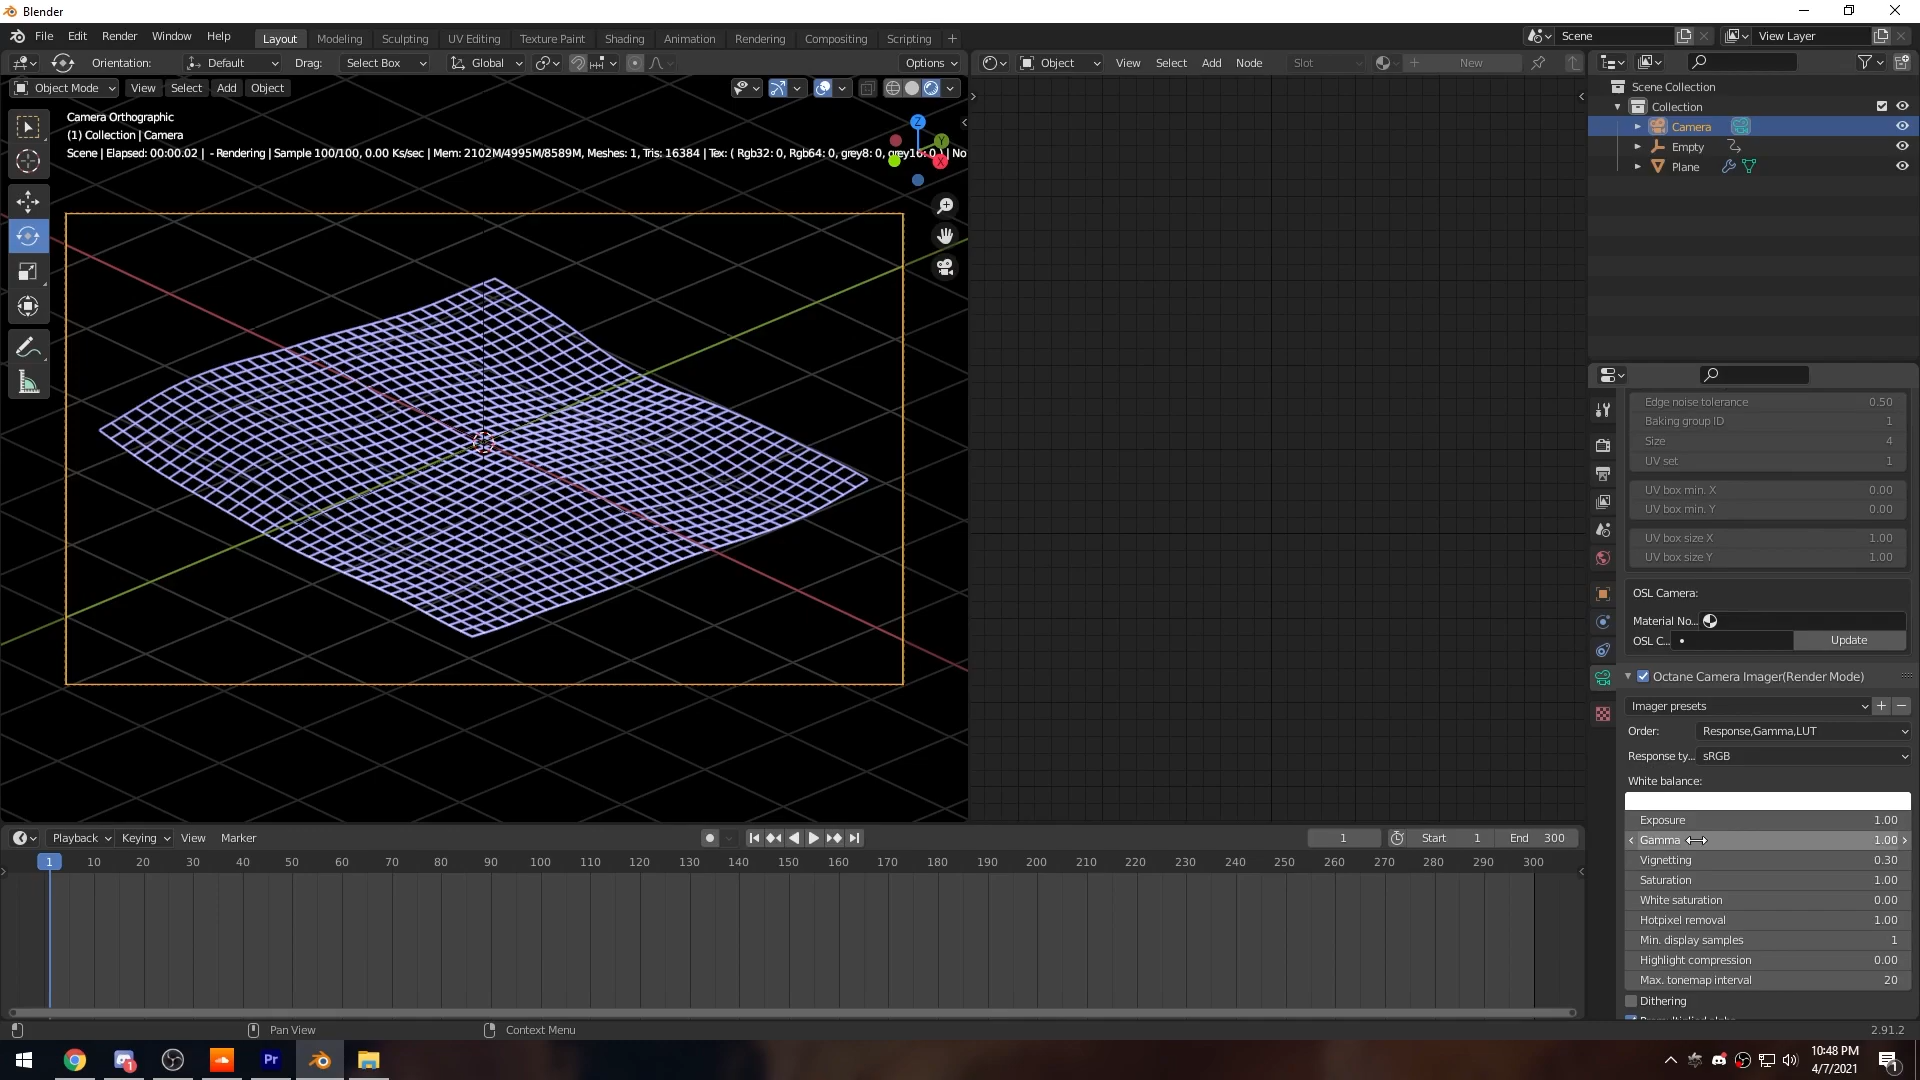 Blender
File Edit Render Window Help Layout Modeling Sculpting UV Editing Texture Paint Shading Animation Rendering Compositing Scripting + Scene View Layer
Orientation: Default Drag: Select Box Global Options Object View Select Add Node Slot New
Object Mode View Select Add Object
Scene Collection
Collection
Camera
Empty
Plane
Camera Orthographic
(1) Collection | Camera
Scene | Elapsed: 00:00.02 | - Rendering | Sample 100/100, 0.00 Ks/sec | Mem: 2102M/4995M/8589M, Meshes: 1, Tris: 16384 | Tex: ( Rgb32: 0, Rgb64: 0, grey8: 0, grey16: 0 ) | No
Z
Y
X
Edge noise tolerance 0.50
Baking group ID 1
Size 4
UV set 1
UV box min. X 0.00
UV box min. Y 0.00
UV box size X 1.00
UV box size Y 1.00
OSL Camera:
Material No...
OSL C... Update
Octane Camera Imager(Render Mode)
Imager presets
Order: Response,Gamma,LUT
Response ty... sRGB
White balance:
Exposure 1.00
Gamma 1.00
Vignetting 0.30
Saturation 1.00
White saturation 0.00
Hotpixel removal 1.00
Min. display samples 1
Highlight compression 0.00
Max. tonemap interval 20
Dithering
Playback Keying View Marker 1 Start 1 End 300
1 10 20 30 40 50 60 70 80 90 100 110 120 130 140 150 160 170 180 190 200 210 220 230 240 250 260 270 280 290 300
Pan View Context Menu 2.91.2
Pr
1
10:48 PM
4/7/2021
1